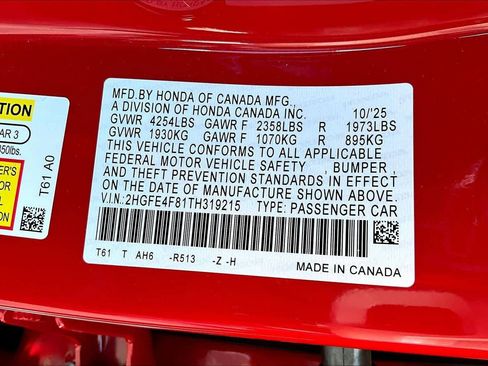 MFD.BY HONDA OF CANADA MFG.,
A DIVISION OF HONDA CANADA INC. 10/'25
GVWR 4254LBS GAWR F 2358LBS R 1973LBS
GVWR 1930KG GAWR F 1070KG R 895KG
THIS VEHICLE CONFORMS TO ALL APPLICABLE
FEDERAL MOTOR VEHICLE SAFETY , BUMPER ,
AND THEFT PREVENTION STANDARDS IN EFFECT
ON THE DATE OF MANUFACTURE SHOWN ABOVE.
V.I.N.:2HGFE4F81TH319215 TYPE: PASSENGER CAR
T61 T AH6 -R513 -Z -H
MADE IN CANADA
AR 3
T61 A0